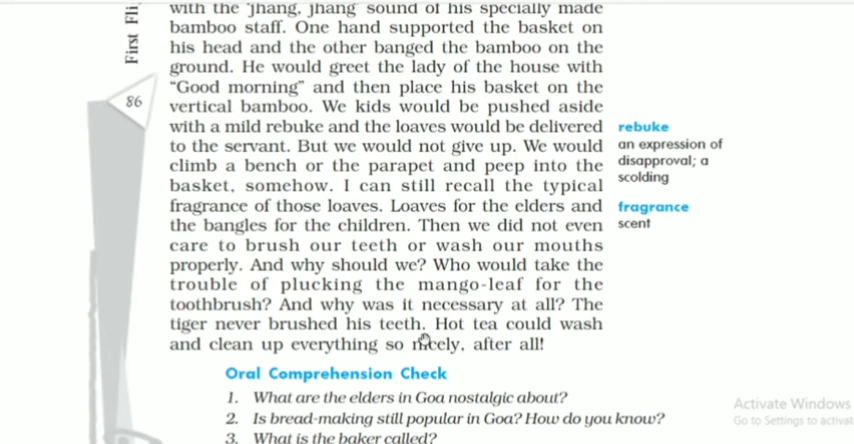 First Fli
86
with the 'jhang, jhang' sound of his specially made
bamboo staff. One hand supported the basket on
his head and the other banged the bamboo on the
ground. He would greet the lady of the house with
“Good morning” and then place his basket on the
vertical bamboo. We kids would be pushed aside
with a mild rebuke and the loaves would be delivered
to the servant. But we would not give up. We would
climb a bench or the parapet and peep into the
basket, somehow. I can still recall the typical
fragrance of those loaves. Loaves for the elders and
the bangles for the children. Then we did not even
care to brush our teeth or wash our mouths
properly. And why should we? Who would take the
trouble of plucking the mango-leaf for the
toothbrush? And why was it necessary at all? The
tiger never brushed his teeth. Hot tea could wash
and clean up everything so nicely, after all!
rebuke
an expression of
disapproval; a
scolding
fragrance
scent
Oral Comprehension Check
1. What are the elders in Goa nostalgic about?
2. Is bread-making still popular in Goa? How do you know?
3. What is the baker called?
Activate Windows
Go to Settings to activat